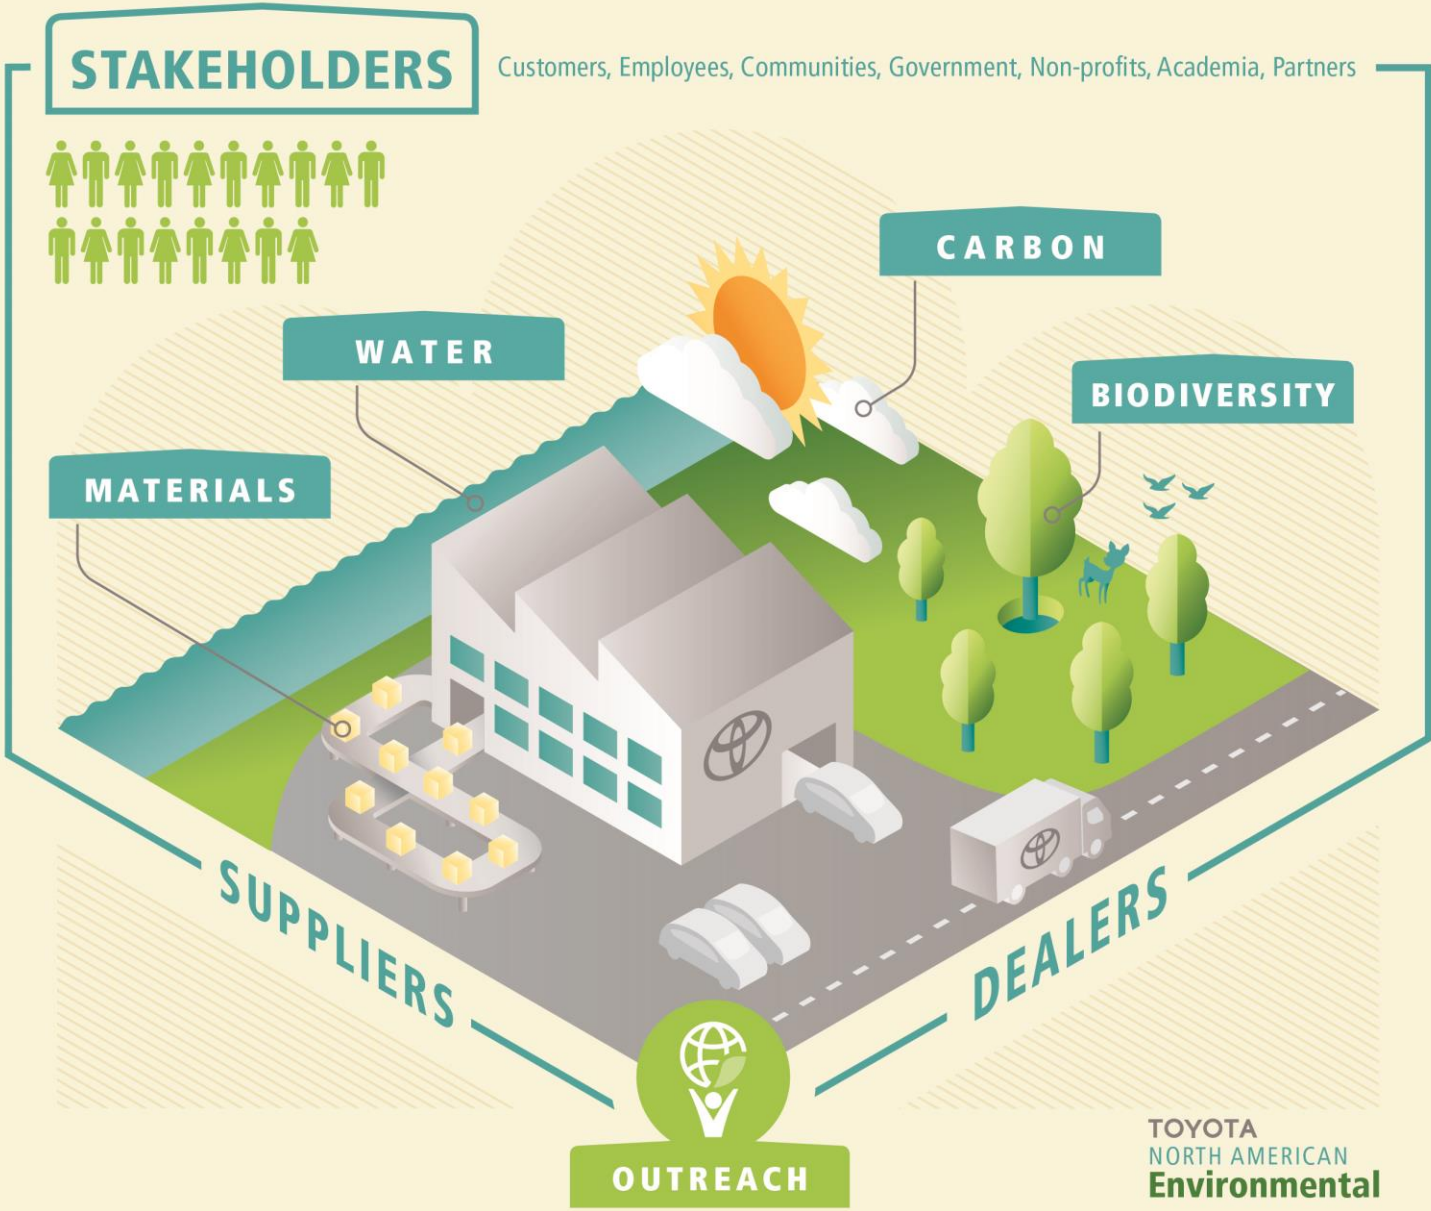 STAKEHOLDERS
Customers, Employees, Communities, Government, Non-profits, Academia, Partners
CARBON
WATER
BIODIVERSITY
MATERIALS
SUPPLIERS
DEALERS
OUTREACH
TOYOTA
NORTH AMERICAN
Environmental